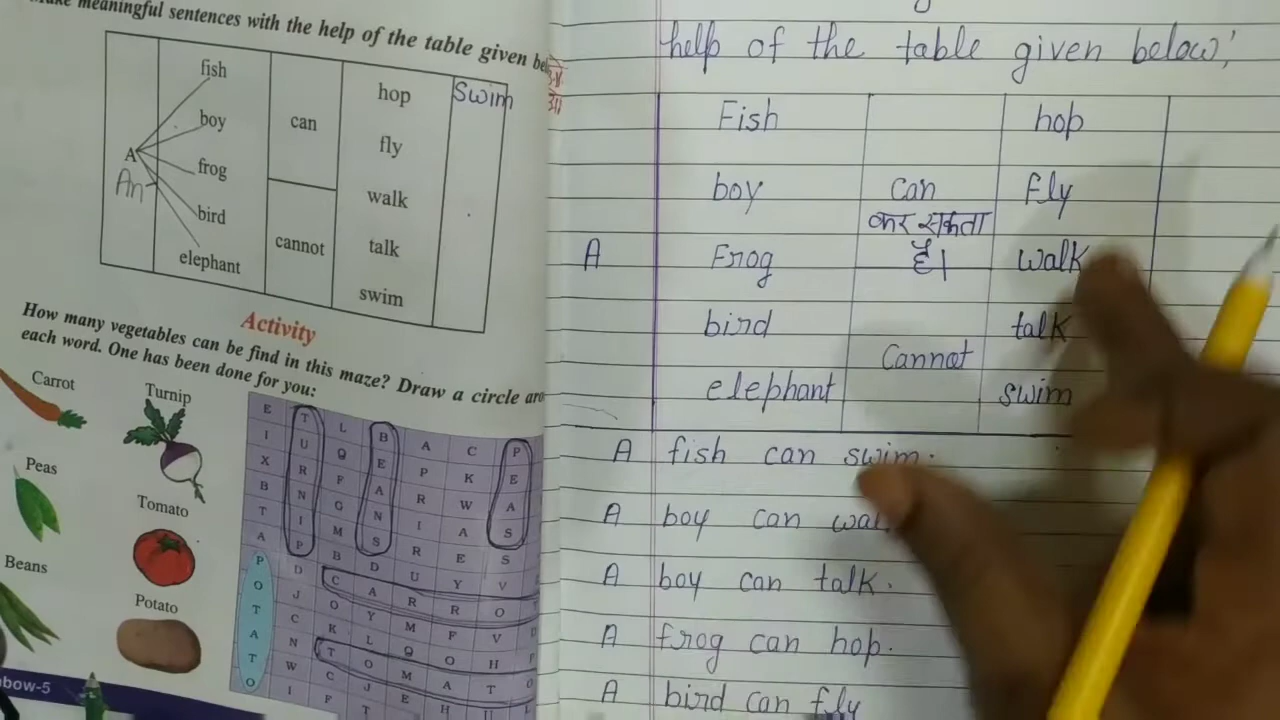 meaningful sentences with the help of the table given
fish
boy
can
frog
A
An
bird
cannot
elephant
hop
Swim
fly
walk
talk
swim
Activity
How many vegetables can be find in this maze? Draw a circle
each word. One has been done for you:
Carrot
Turnip
Peas
Tomato
Beans
Potato
E T L B A C P
I U Q E P K E
X R F A R W A
B N G N I A S
T I M S R E S
A P B D U Y V
P D C A R R O
O J O Y M F V
T C K L Q O H
A N T O M A T O
T W C J E H U L
O I F T
bow-5
help of the table given below;
Fish hop
boy can fly
कर सकता
A Frog है। walk
bird talk
Cannot
elephant swim
A fish can swim.
A boy can
A boy can talk.
A frog can hop.
A bird can fly